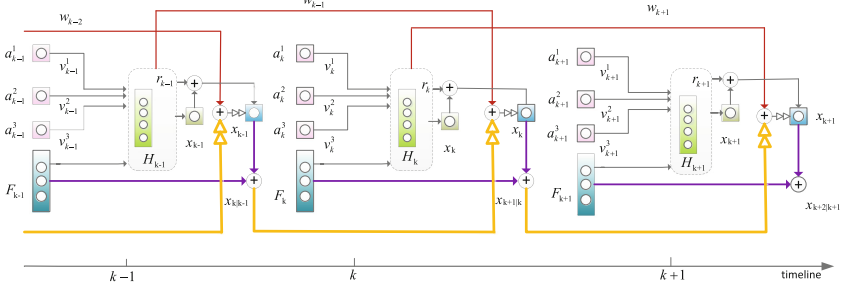 w_{k-2}
w_{k-1}
w_{k+1}
a^1_{k-1}
v^1_{k-1}
a^2_{k-1}
v^2_{k-1}
a^3_{k-1}
v^3_{k-1}
F_{k-1}
r_{k-1}
+
H_{k-1}
x_{k-1}
+
x_{k-1}
+
x_{k|k-1}
a^1_k
v^1_k
a^2_k
v^2_k
a^3_k
v^3_k
F_k
r_k
+
H_k
x_k
+
x_k
+
x_{k+1|k}
a^1_{k+1}
v^1_{k+1}
a^2_{k+1}
v^2_{k+1}
a^3_{k+1}
v^3_{k+1}
F_{k+1}
r_{k+1}
+
H_{k+1}
x_{k+1}
+
x_{k+1}
+
x_{k+2|k+1}
k-1
k
k+1
timeline